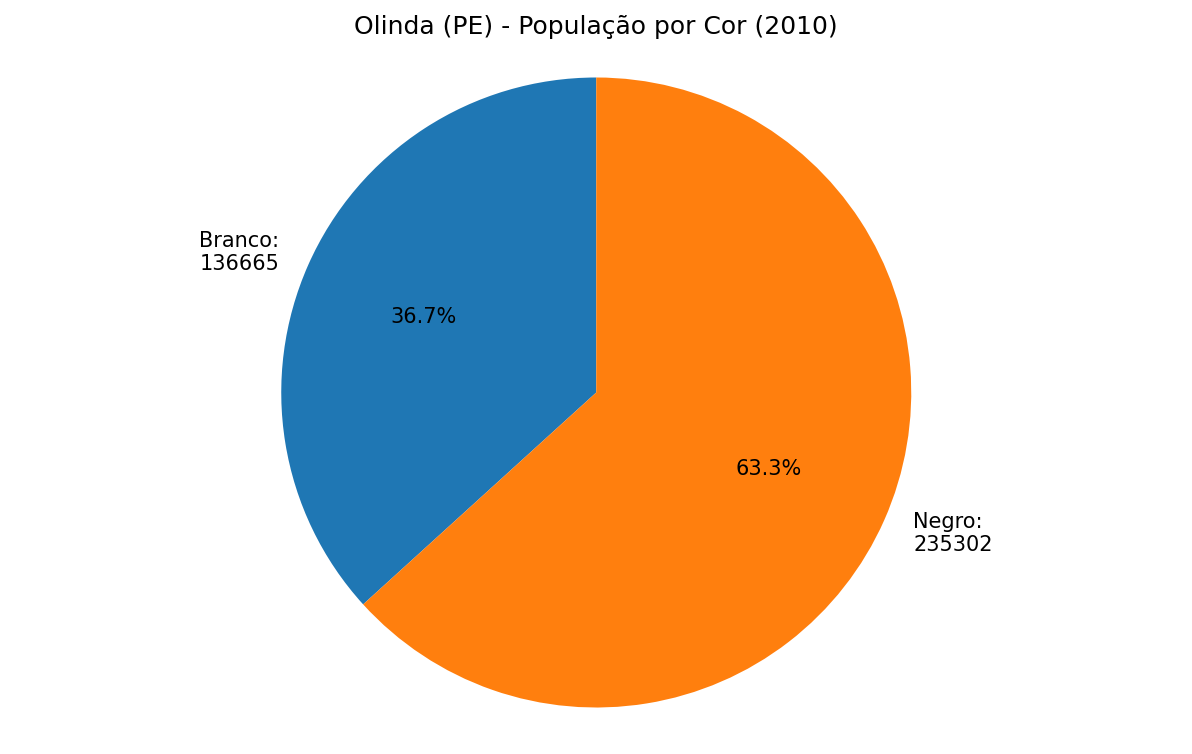 Olinda (PE) - População por Cor (2010)
Branco:
136665
36.7%
63.3%
Negro:
235302